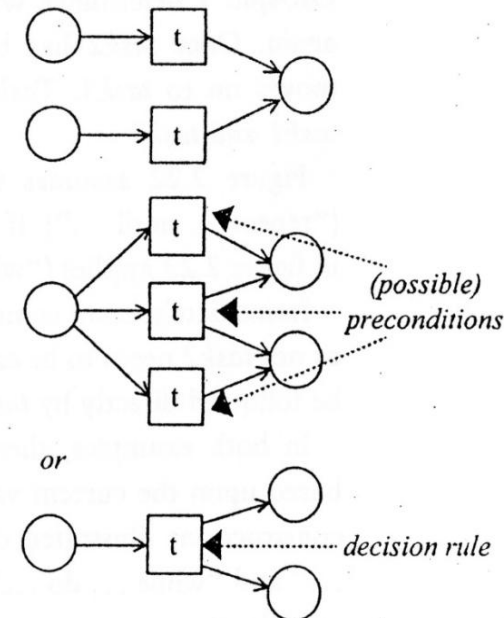 t
t
t
t
t
(possible)
preconditions
or
t
decision rule